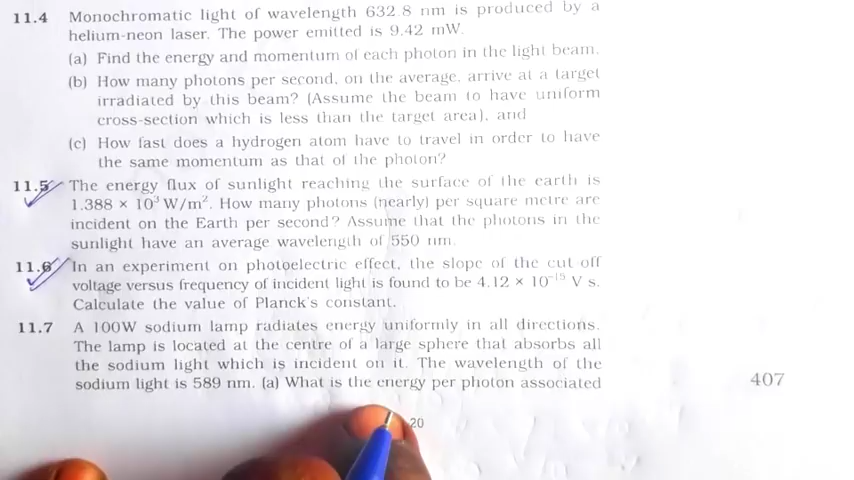 11.4 Monochromatic light of wavelength 632.8 nm is produced by a
helium-neon laser. The power emitted is 9.42 mW.
(a) Find the energy and momentum of each photon in the light beam,
(b) How many photons per second, on the average, arrive at a target
irradiated by this beam? (Assume the beam to have uniform
cross-section which is less than the target area), and
(c) How fast does a hydrogen atom have to travel in order to have
the same momentum as that of the photon?
11.5 The energy flux of sunlight reaching the surface of the earth is
1.388 × 10³ W/m². How many photons (nearly) per square metre are
incident on the Earth per second? Assume that the photons in the
sunlight have an average wavelength of 550 nm.
11.6 In an experiment on photoelectric effect, the slope of the cut off
voltage versus frequency of incident light is found to be 4.12 × 10⁻¹⁵ V s.
Calculate the value of Planck's constant.
11.7 A 100W sodium lamp radiates energy uniformly in all directions.
The lamp is located at the centre of a large sphere that absorbs all
the sodium light which is incident on it. The wavelength of the
sodium light is 589 nm. (a) What is the energy per photon associated
407
20